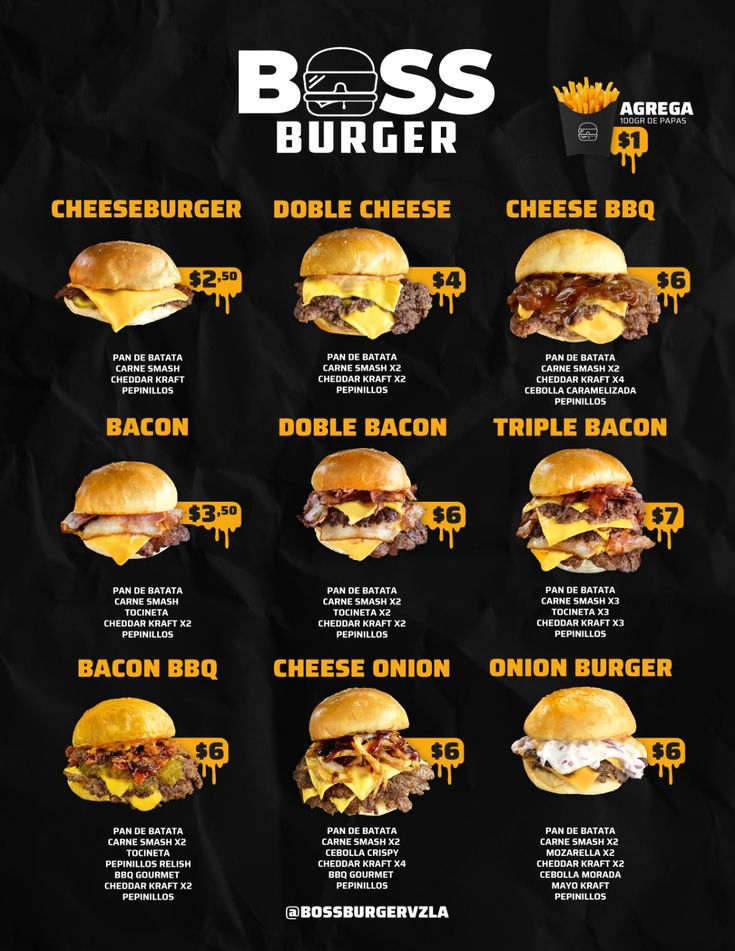 BOSS
BURGER
AGREGA
100GR DE PAPAS
$1
CHEESEBURGER
$2,50
PAN DE BATATA
CARNE SMASH
CHEDDAR KRAFT
PEPINILLOS
DOBLE CHEESE
$4
PAN DE BATATA
CARNE SMASH X2
CHEDDAR KRAFT X2
PEPINILLOS
CHEESE BBQ
$6
PAN DE BATATA
CARNE SMASH X2
CHEDDAR KRAFT X4
CEBOLLA CARAMELIZADA
PEPINILLOS
BACON
$3,50
PAN DE BATATA
CARNE SMASH
TOCINETA
CHEDDAR KRAFT X2
PEPINILLOS
DOBLE BACON
$6
PAN DE BATATA
CARNE SMASH X2
TOCINETA X2
CHEDDAR KRAFT X2
PEPINILLOS
TRIPLE BACON
$7
PAN DE BATATA
CARNE SMASH X3
TOCINETA X3
CHEDDAR KRAFT X3
PEPINILLOS
BACON BBQ
$6
PAN DE BATATA
CARNE SMASH X2
TOCINETA
PEPINILLOS RELISH
BBQ GOURMET
CHEDDAR KRAFT X2
PEPINILLOS
CHEESE ONION
$6
PAN DE BATATA
CARNE SMASH X2
CEBOLLA CRISPY
CHEDDAR KRAFT X4
BBQ GOURMET
PEPINILLOS
ONION BURGER
$6
PAN DE BATATA
CARNE SMASH X2
MOZARELLA X2
CHEDDAR KRAFT X2
CEBOLLA MORADA
MAYO KRAFT
PEPINILLOS
@BOSSBURGERVZLA